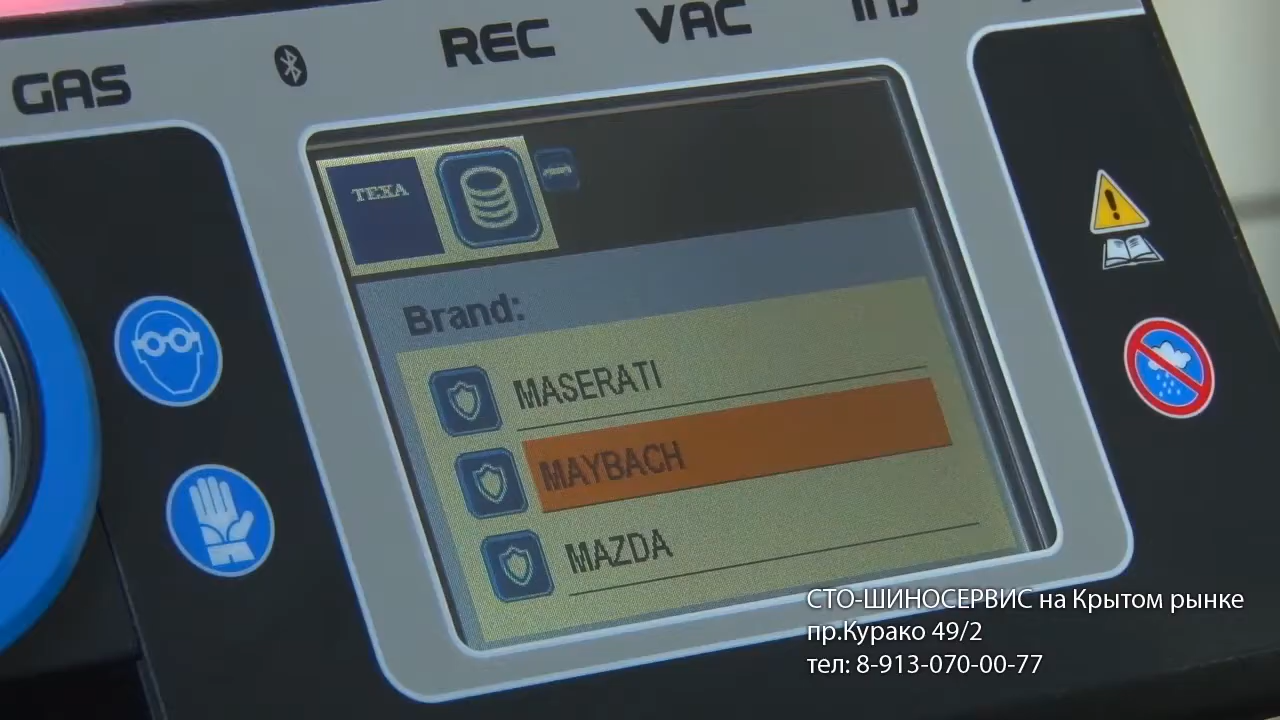 GAS
REC
VAC
INJ
TEXA
Brand:
MASERATI
MAYBACH
MAZDA
СТО-ШИНОСЕРВИС на Крытом рынке
пр.Курако 49/2
тел: 8-913-070-00-77